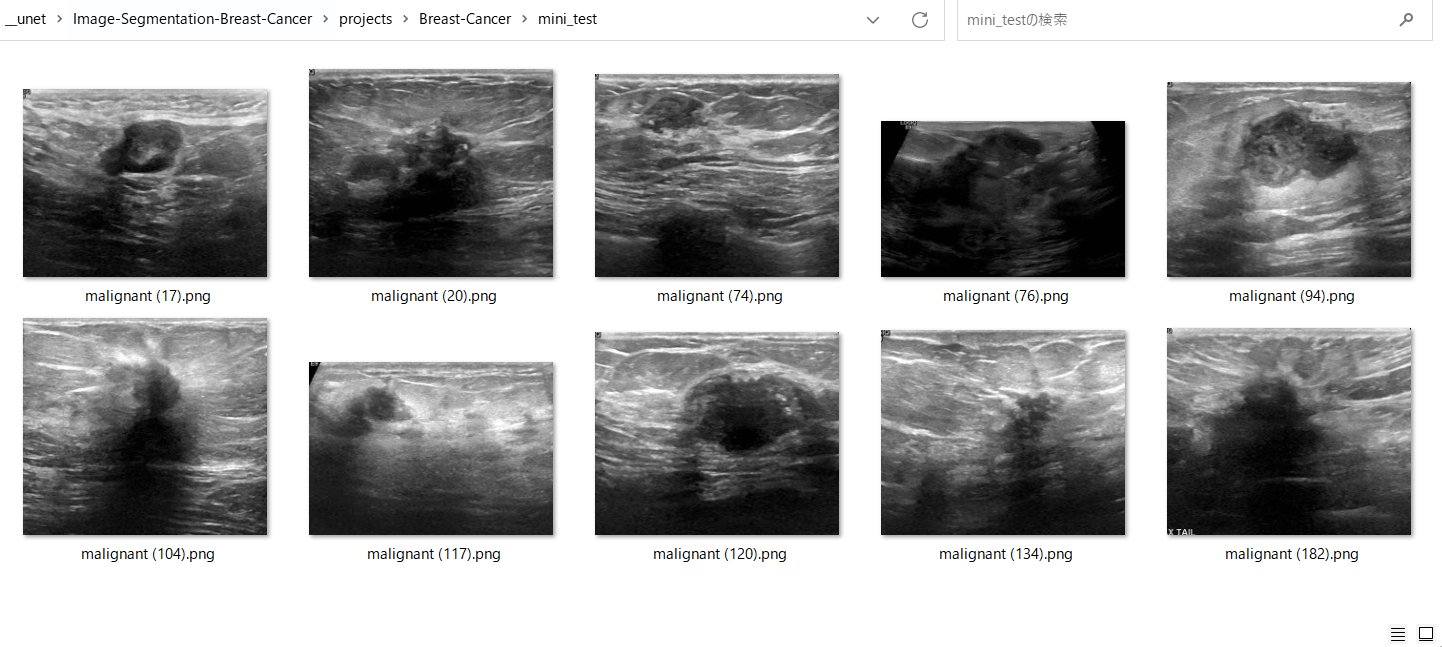 __unet > Image-Segmentation-Breast-Cancer > projects > Breast-Cancer > mini_test
mini_testの検索
malignant (17).png
malignant (20).png
malignant (74).png
malignant (76).png
malignant (94).png
malignant (104).png
malignant (117).png
malignant (120).png
malignant (134).png
X TAIL
malignant (182).png